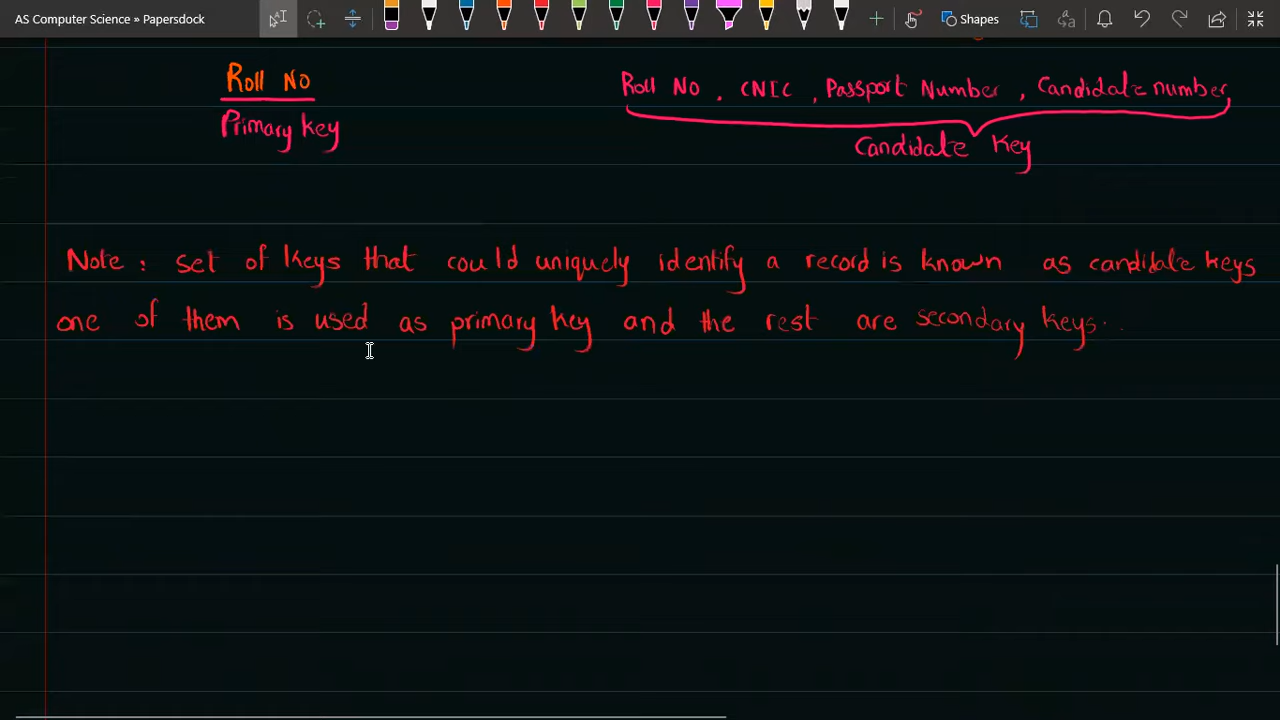 AS Computer Science » Papersdock
Shapes
Roll No
Primary key
Roll No , CNIC , Passport Number , Candidate number
Candidate Key
Note : set of keys that could uniquely identify a record is known as candidate keys
one of them is used as primary key and the rest are secondary keys..